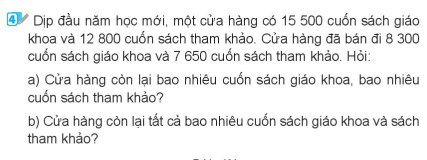 4 Dịp đầu năm học mới, một cửa hàng có 15 500 cuốn sách giáo
khoa và 12 800 cuốn sách tham khảo. Cửa hàng đã bán đi 8 300
cuốn sách giáo khoa và 7 650 cuốn sách tham khảo. Hỏi:
a) Cửa hàng còn lại bao nhiêu cuốn sách giáo khoa, bao nhiêu
cuốn sách tham khảo?
b) Cửa hàng còn lại tất cả bao nhiêu cuốn sách giáo khoa và sách
tham khảo?